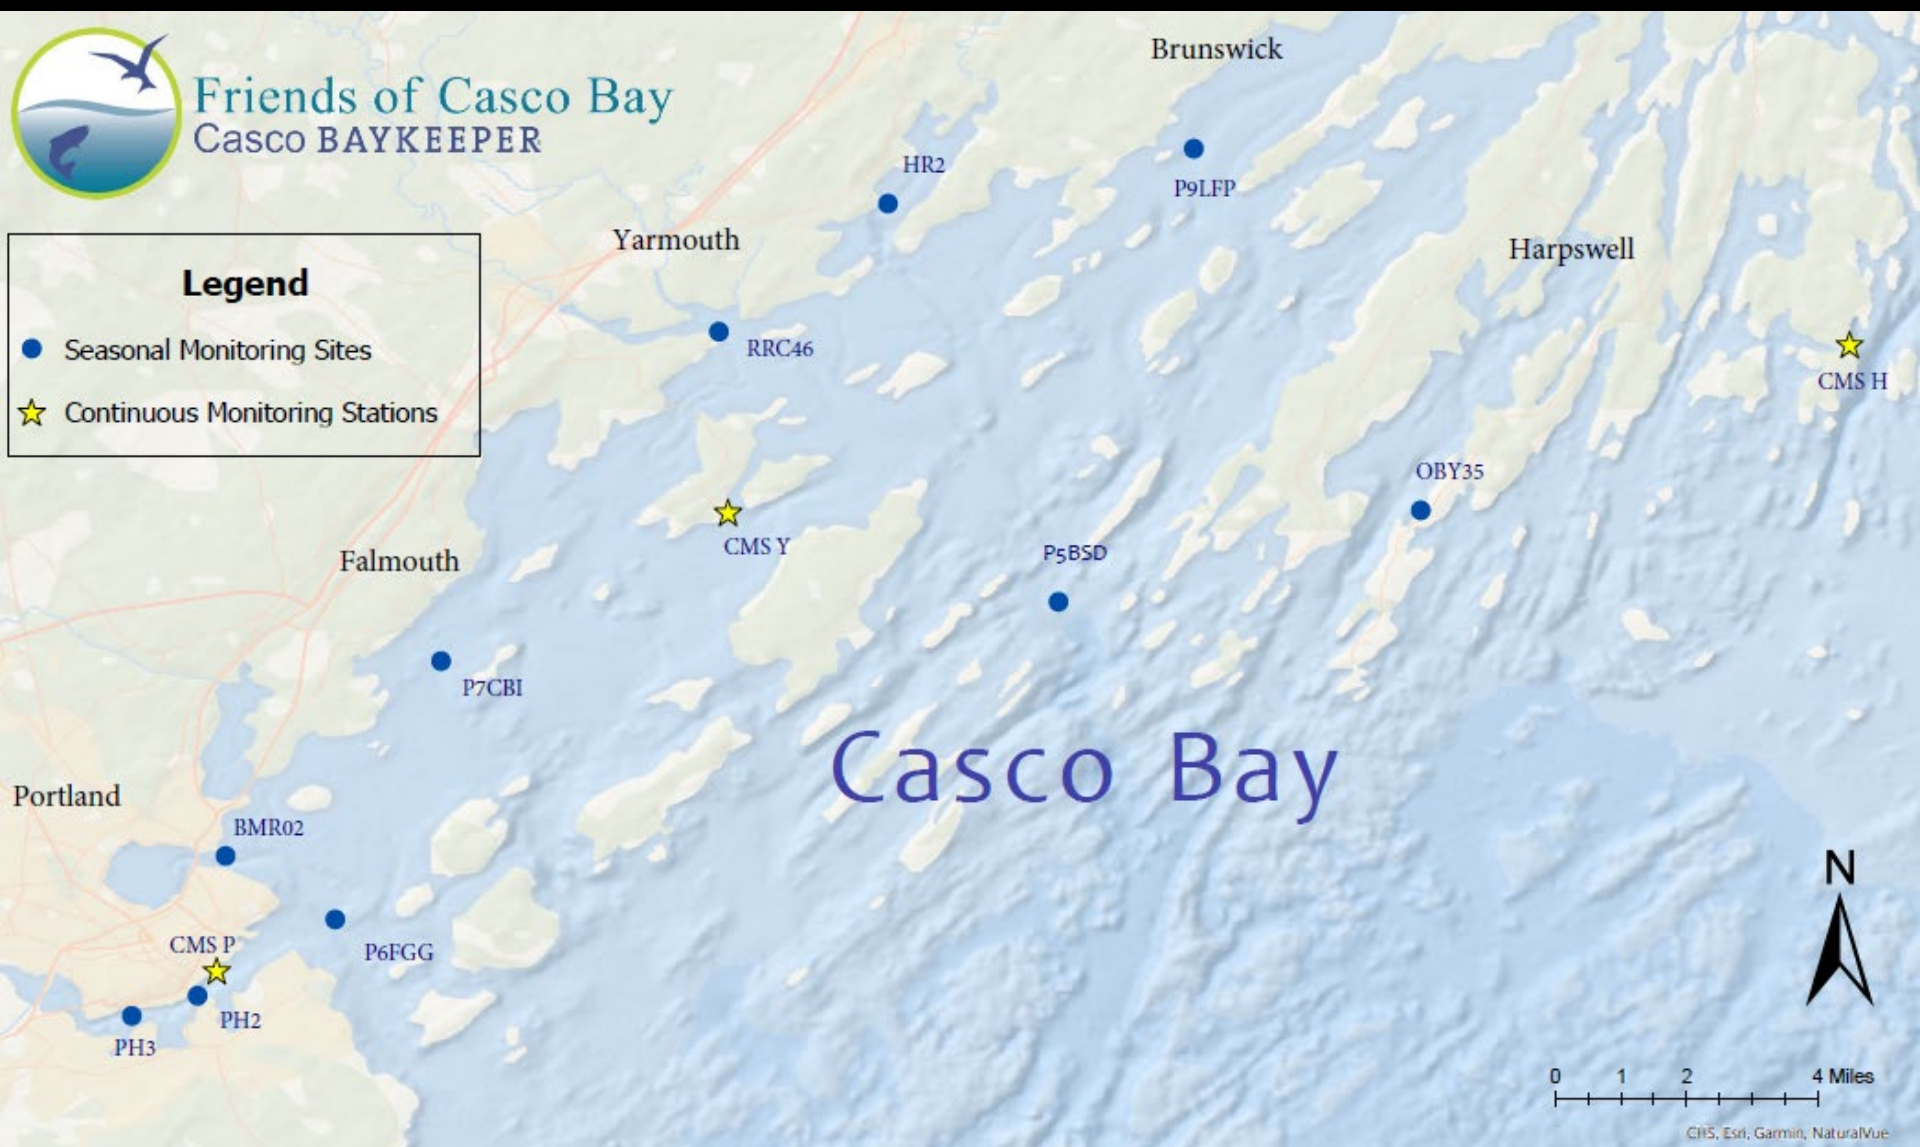 Friends of Casco Bay
Casco BAYKEEPER
Legend
Seasonal Monitoring Sites
Continuous Monitoring Stations
Brunswick
HR2
P9LFP
Yarmouth
Harpswell
RRC46
CMS H
OBY35
CMS Y
P5BSD
Falmouth
P7CBI
Casco Bay
Portland
BMR02
CMS P
P6FGG
PH2
PH3
N
0 1 2 4 Miles
CHS, Esri, Garmin, NaturalVue